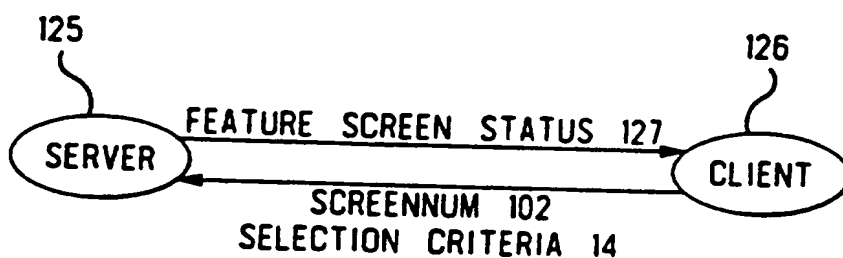 125
126
FEATURE SCREEN STATUS 127
SERVER
CLIENT
SCREENNUM 102
SELECTION CRITERIA 14